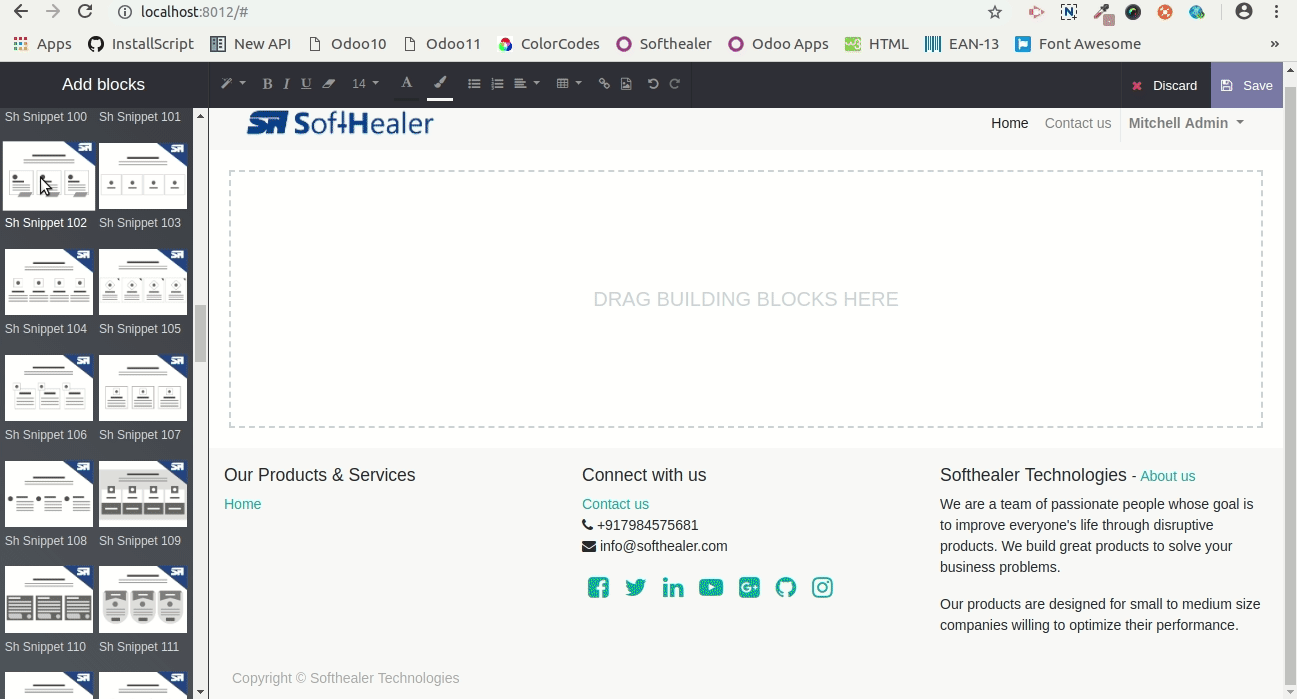 localhost:8012/#
Apps InstallScript New API Odoo10 Odoo11 ColorCodes Softhealer Odoo Apps HTML EAN-13 Font Awesome »
Add blocks B I U 14 A Discard Save
Sh Snippet 100 Sh Snippet 101
Sh Snippet 102 Sh Snippet 103
Sh Snippet 104 Sh Snippet 105
Sh Snippet 106 Sh Snippet 107
Sh Snippet 108 Sh Snippet 109
Sh Snippet 110 Sh Snippet 111
SoftHealer
Home Contact us Mitchell Admin
DRAG BUILDING BLOCKS HERE
Our Products & Services
Home
Connect with us
Contact us
+917984575681
info@softhealer.com
Softhealer Technologies - About us
We are a team of passionate people whose goal is
to improve everyone's life through disruptive
products. We build great products to solve your
business problems.
Our products are designed for small to medium size
companies willing to optimize their performance.
Copyright © Softhealer Technologies